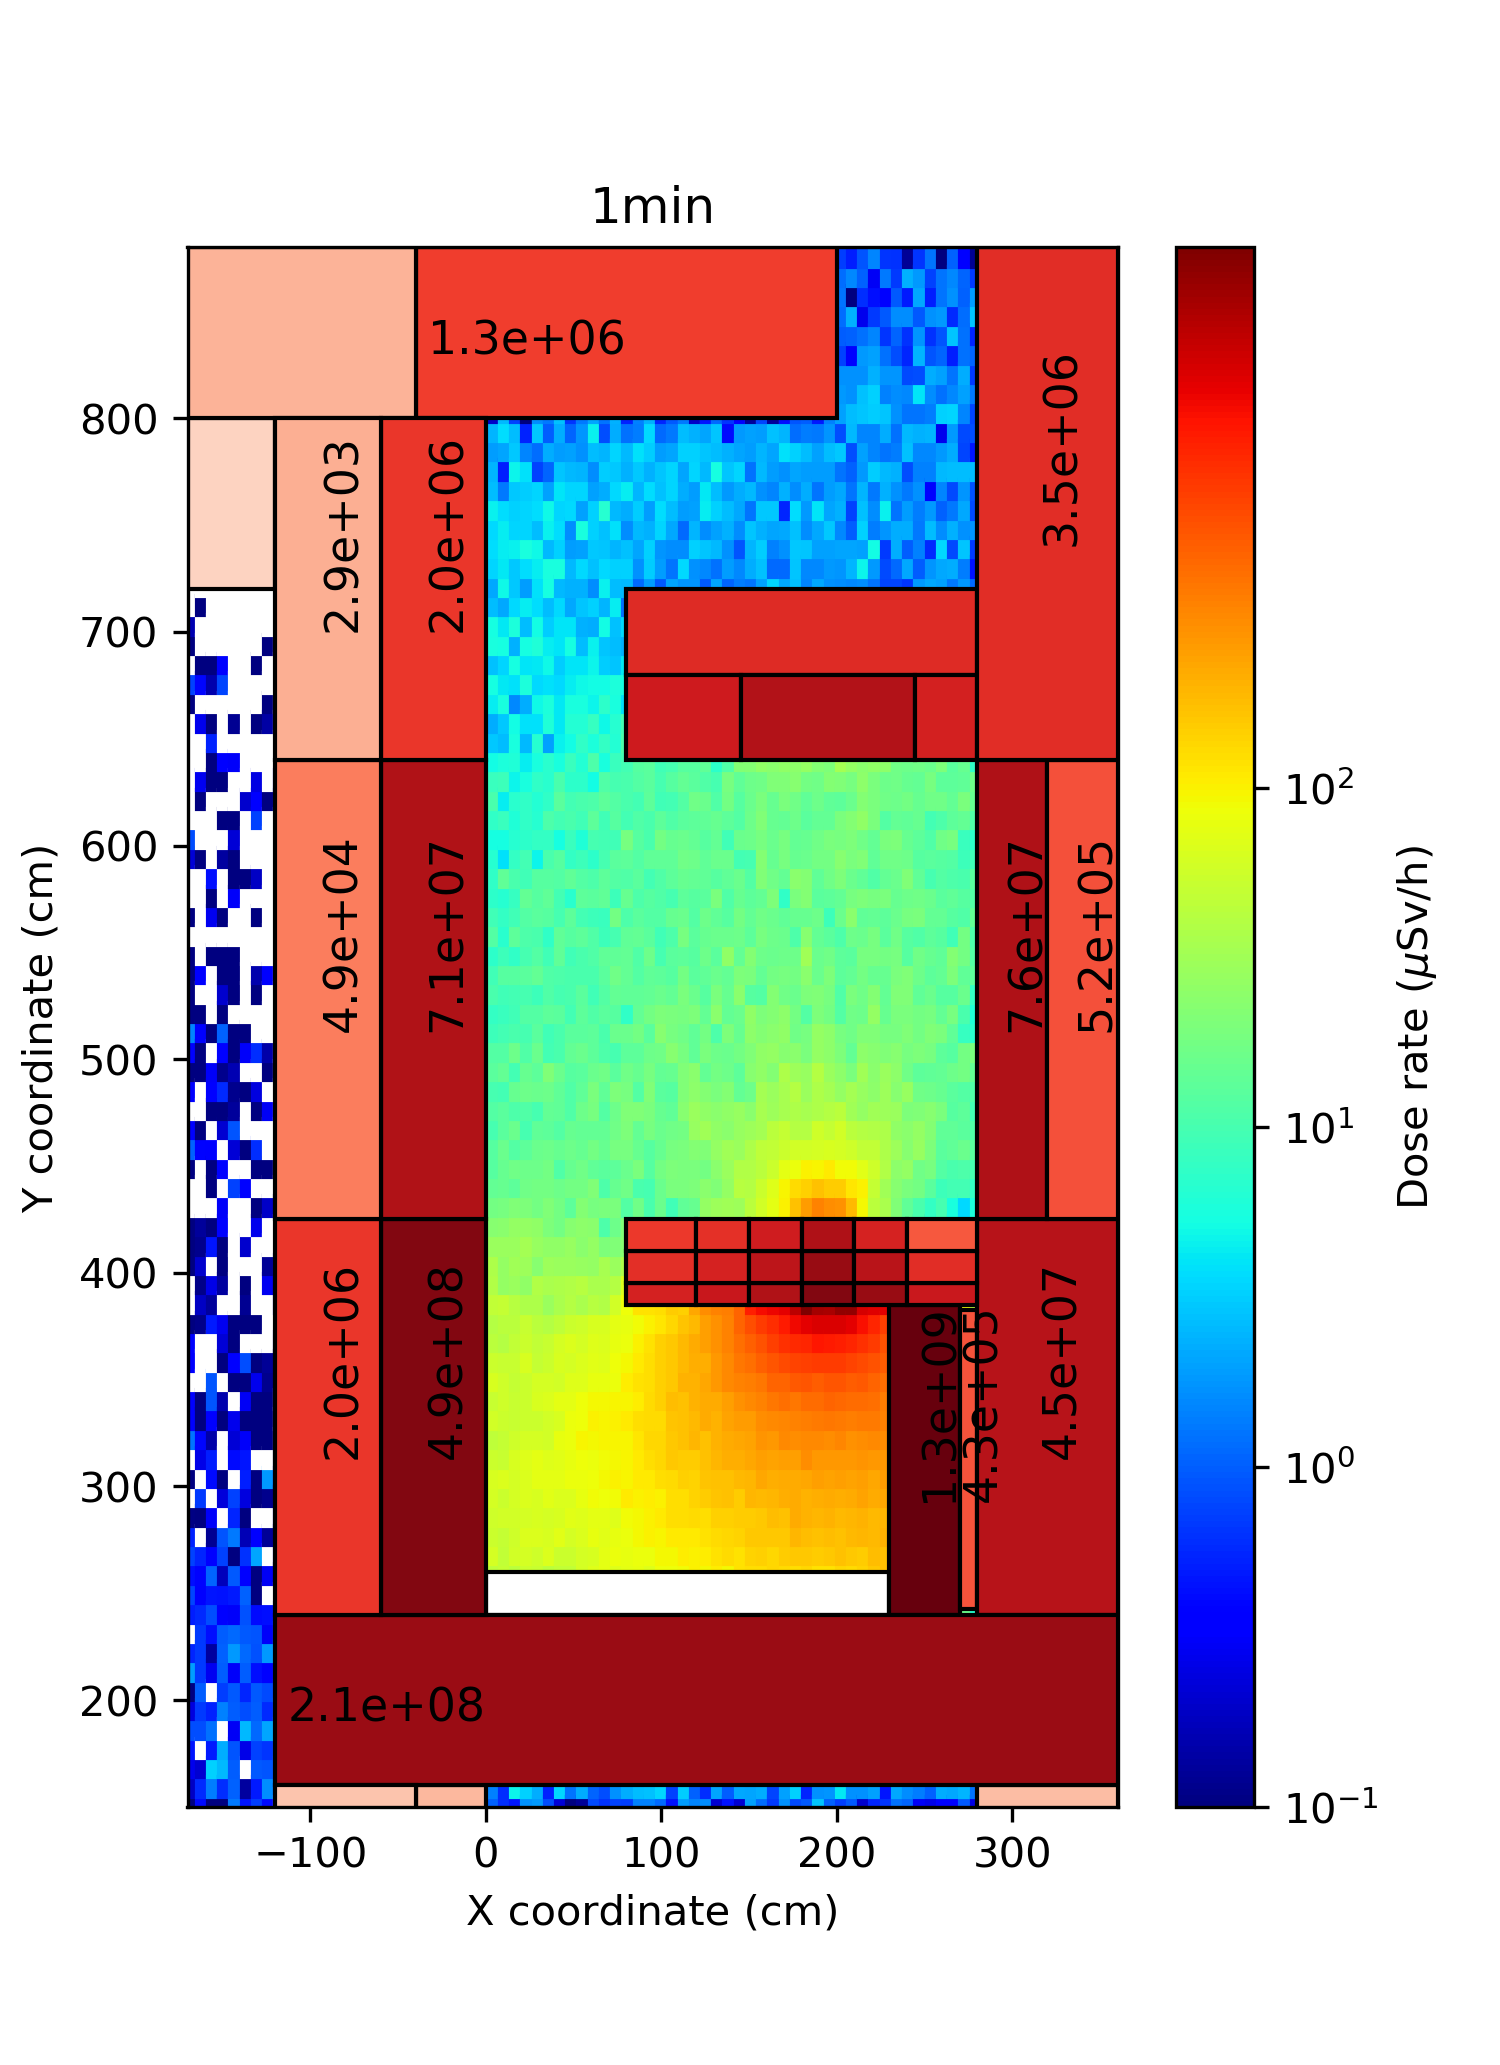 1min
1.3e+06
3.5e+06
2.9e+03
2.0e+06
4.9e+04
7.1e+07
7.6e+07
5.2e+05
2.0e+06
4.9e+08
1.3e+09
4.3e+05
4.5e+07
2.1e+08
800
700
600
500
400
300
200
Y coordinate (cm)
−100 0 100 200 300
X coordinate (cm)
10²
10¹
10⁰
10⁻¹
Dose rate (μSv/h)